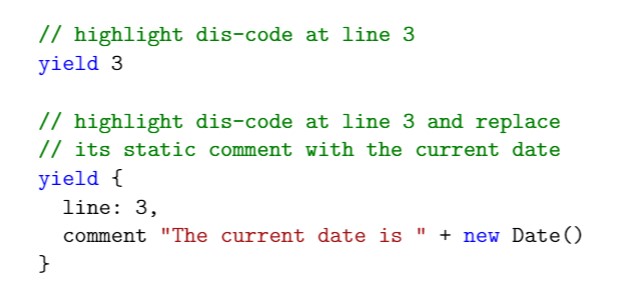 // highlight dis-code at line 3
yield 3
// highlight dis-code at line 3 and replace
// its static comment with the current date
yield {
line: 3,
comment "The current date is " + new Date()
}